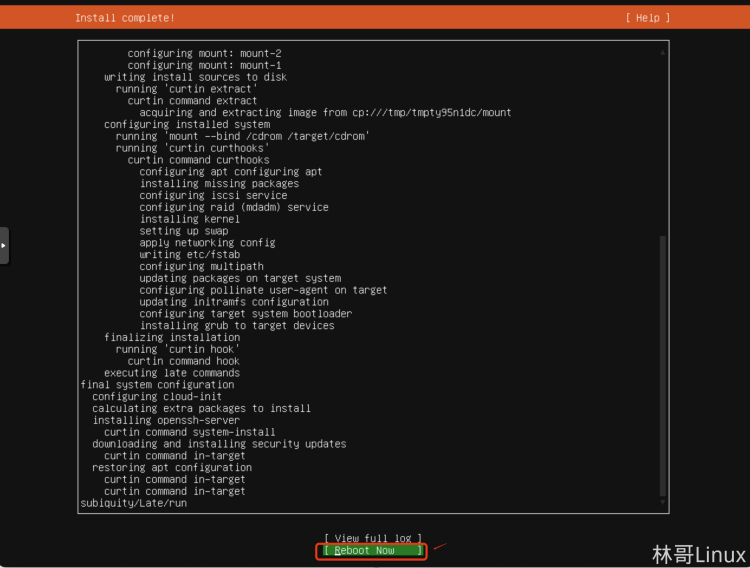 Install complete!
[ Help ]
configuring mount: mount-2
configuring mount: mount-1
writing install sources to disk
running 'curtin extract'
curtin command extract
acquiring and extracting image from cp:///tmp/tmpty95n1dc/mount
configuring installed system
running 'mount --bind /cdrom /target/cdrom'
running 'curtin curthooks'
curtin command curthooks
configuring apt configuring apt
installing missing packages
configuring iscsi service
configuring raid (mdadm) service
installing kernel
setting up swap
apply networking config
writing etc/fstab
configuring multipath
updating packages on target system
configuring pollinate user-agent on target
updating initramfs configuration
configuring target system bootloader
installing grub to target devices
finalizing installation
running 'curtin hook'
curtin command hook
executing late commands
final system configuration
configuring cloud-init
calculating extra packages to install
installing openssh-server
curtin command system-install
downloading and installing security updates
curtin command in-target
restoring apt configuration
curtin command in-target
curtin command in-target
subiquity/Late/run
[ View full log ]
[ Reboot Now ]
林哥Linux